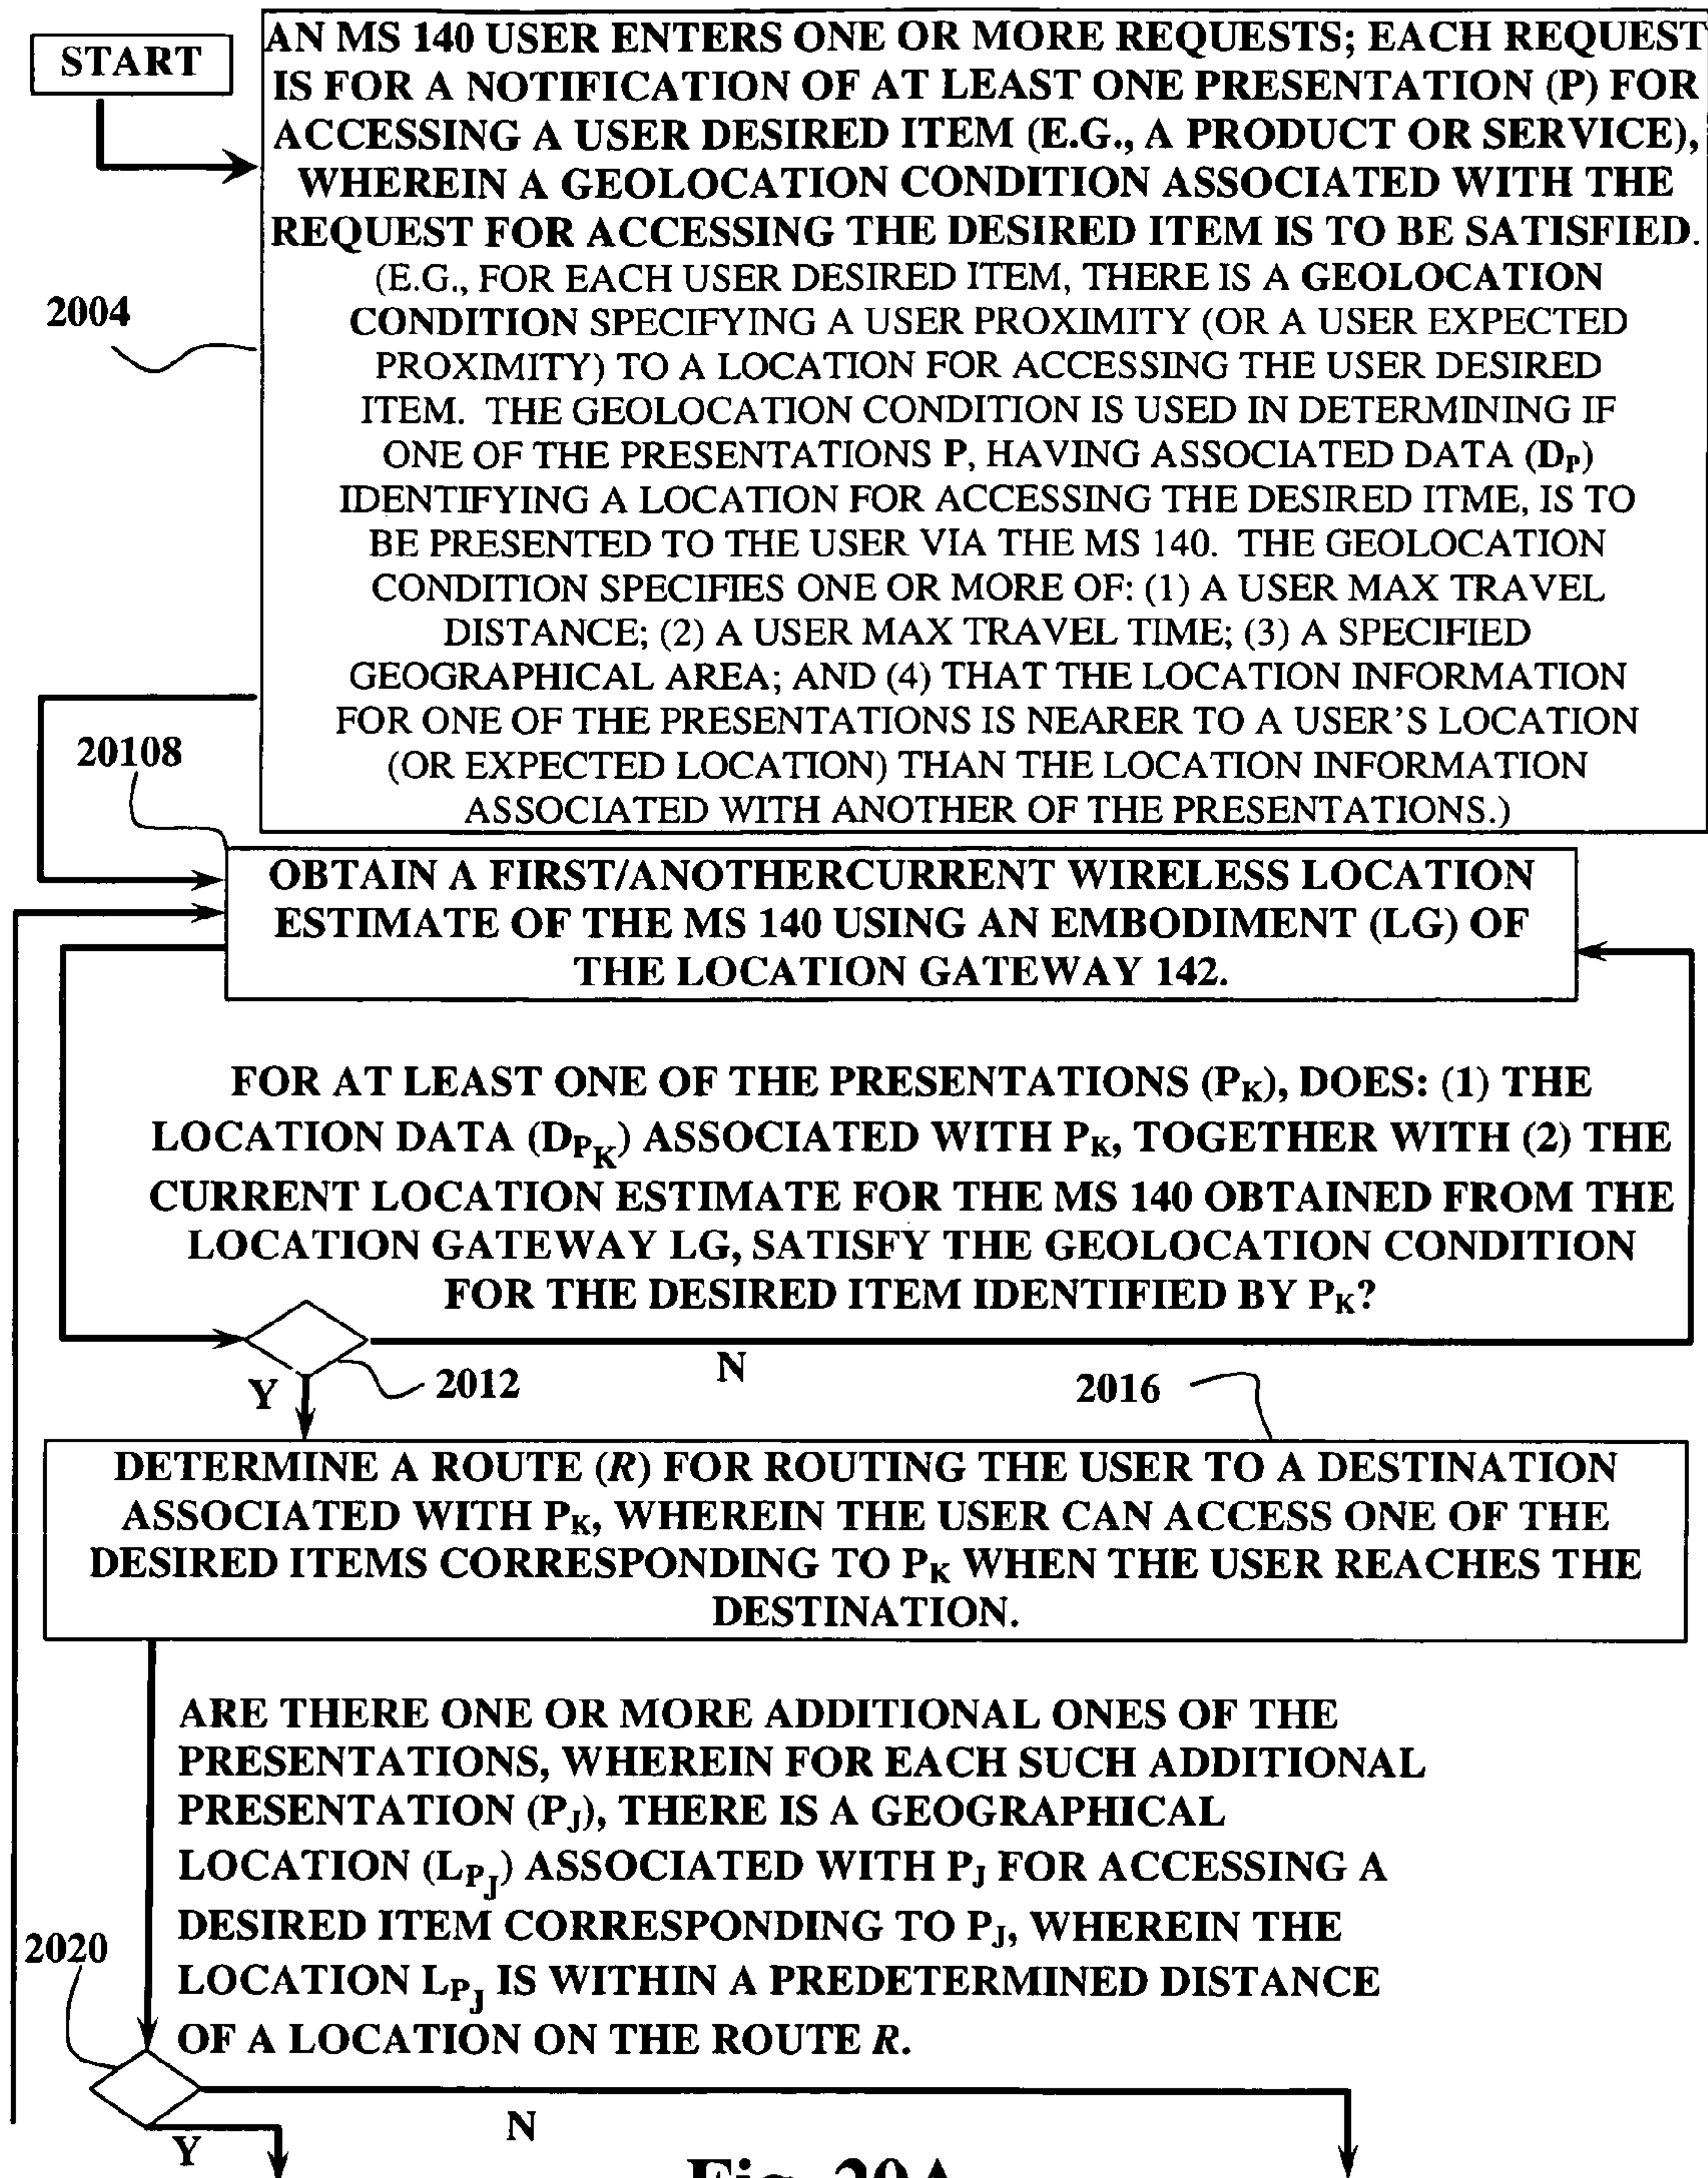 START
AN MS 140 USER ENTERS ONE OR MORE REQUESTS; EACH REQUEST
IS FOR A NOTIFICATION OF AT LEAST ONE PRESENTATION (P) FOR
ACCESSING A USER DESIRED ITEM (E.G., A PRODUCT OR SERVICE),
WHEREIN A GEOLOCATION CONDITION ASSOCIATED WITH THE
REQUEST FOR ACCESSING THE DESIRED ITEM IS TO BE SATISFIED.
(E.G., FOR EACH USER DESIRED ITEM, THERE IS A GEOLOCATION
CONDITION SPECIFYING A USER PROXIMITY (OR A USER EXPECTED
PROXIMITY) TO A LOCATION FOR ACCESSING THE USER DESIRED
ITEM. THE GEOLOCATION CONDITION IS USED IN DETERMINING IF
ONE OF THE PRESENTATIONS P, HAVING ASSOCIATED DATA (DP)
IDENTIFYING A LOCATION FOR ACCESSING THE DESIRED ITME, IS TO
BE PRESENTED TO THE USER VIA THE MS 140. THE GEOLOCATION
CONDITION SPECIFIES ONE OR MORE OF: (1) A USER MAX TRAVEL
DISTANCE; (2) A USER MAX TRAVEL TIME; (3) A SPECIFIED
GEOGRAPHICAL AREA; AND (4) THAT THE LOCATION INFORMATION
FOR ONE OF THE PRESENTATIONS IS NEARER TO A USER'S LOCATION
(OR EXPECTED LOCATION) THAN THE LOCATION INFORMATION
ASSOCIATED WITH ANOTHER OF THE PRESENTATIONS.)
2004
20108
OBTAIN A FIRST/ANOTHERCURRENT WIRELESS LOCATION
ESTIMATE OF THE MS 140 USING AN EMBODIMENT (LG) OF
THE LOCATION GATEWAY 142.
FOR AT LEAST ONE OF THE PRESENTATIONS (PK), DOES: (1) THE
LOCATION DATA (DPK) ASSOCIATED WITH PK, TOGETHER WITH (2) THE
CURRENT LOCATION ESTIMATE FOR THE MS 140 OBTAINED FROM THE
LOCATION GATEWAY LG, SATISFY THE GEOLOCATION CONDITION
FOR THE DESIRED ITEM IDENTIFIED BY PK?
N
Y
2012
2016
DETERMINE A ROUTE (R) FOR ROUTING THE USER TO A DESTINATION
ASSOCIATED WITH PK, WHEREIN THE USER CAN ACCESS ONE OF THE
DESIRED ITEMS CORRESPONDING TO PK WHEN THE USER REACHES THE
DESTINATION.
ARE THERE ONE OR MORE ADDITIONAL ONES OF THE
PRESENTATIONS, WHEREIN FOR EACH SUCH ADDITIONAL
PRESENTATION (PJ), THERE IS A GEOGRAPHICAL
LOCATION (LPJ) ASSOCIATED WITH PJ FOR ACCESSING A
DESIRED ITEM CORRESPONDING TO PJ, WHEREIN THE
LOCATION LPJ IS WITHIN A PREDETERMINED DISTANCE
OF A LOCATION ON THE ROUTE R.
2020
N
Y
Fig. 20A